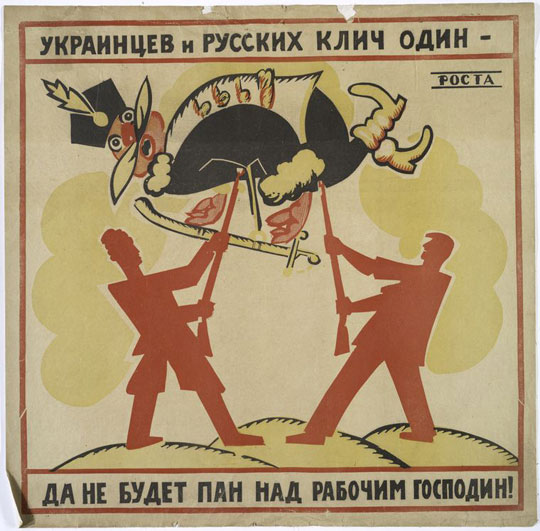 УКРАИНЦЕВ и РУССКИХ КЛИЧ ОДИН -
РОСТА
ДА НЕ БУДЕТ ПАН НАД РАБОЧИМ ГОСПОДИН!